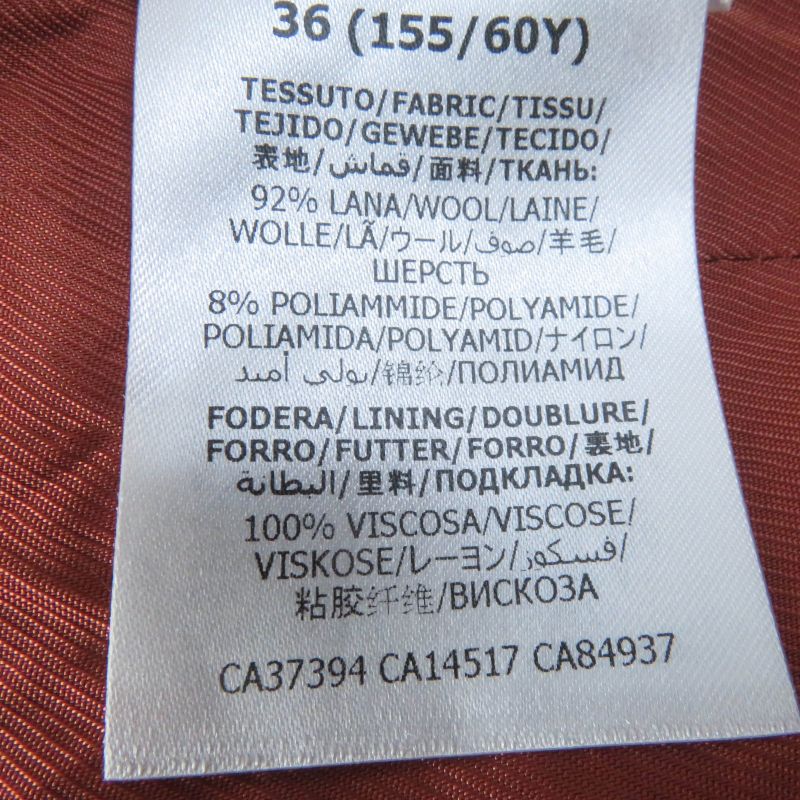 36 (155/60Y)
TESSUTO/FABRIC/TISSU/
TEJIDO/GEWEBE/TECIDO/
表地/قماش/面料/ТКАНЬ:
92% LANA/WOOL/LAINE/
WOLLE/LÃ/ウール/صوف/羊毛/
ШЕРСТЬ
8% POLIAMMIDE/POLYAMIDE/
POLIAMIDA/POLYAMID/ナイロン/
بولي أميد/锦纶/ПОЛИАМИД
FODERA/LINING/DOUBLURE/
FORRO/FUTTER/FORRO/裏地/
البطانة/里料/ПОДКЛАДКА:
100% VISCOSA/VISCOSE/
VISKOSE/レーヨン/فسكوز/
粘胶纤维/ВИСКОЗА
CA37394 CA14517 CA84937